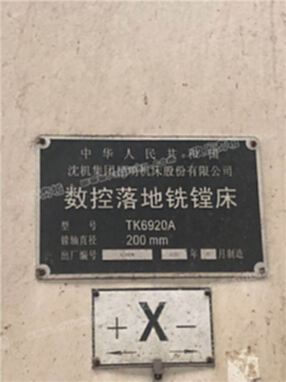 中华人民共和国
沈机集团昆明机床股份有限公司
数控落地铣镗床
型 号 TK6920A
镗轴直径 200 mm
出厂编号 年 月制造
+ X -